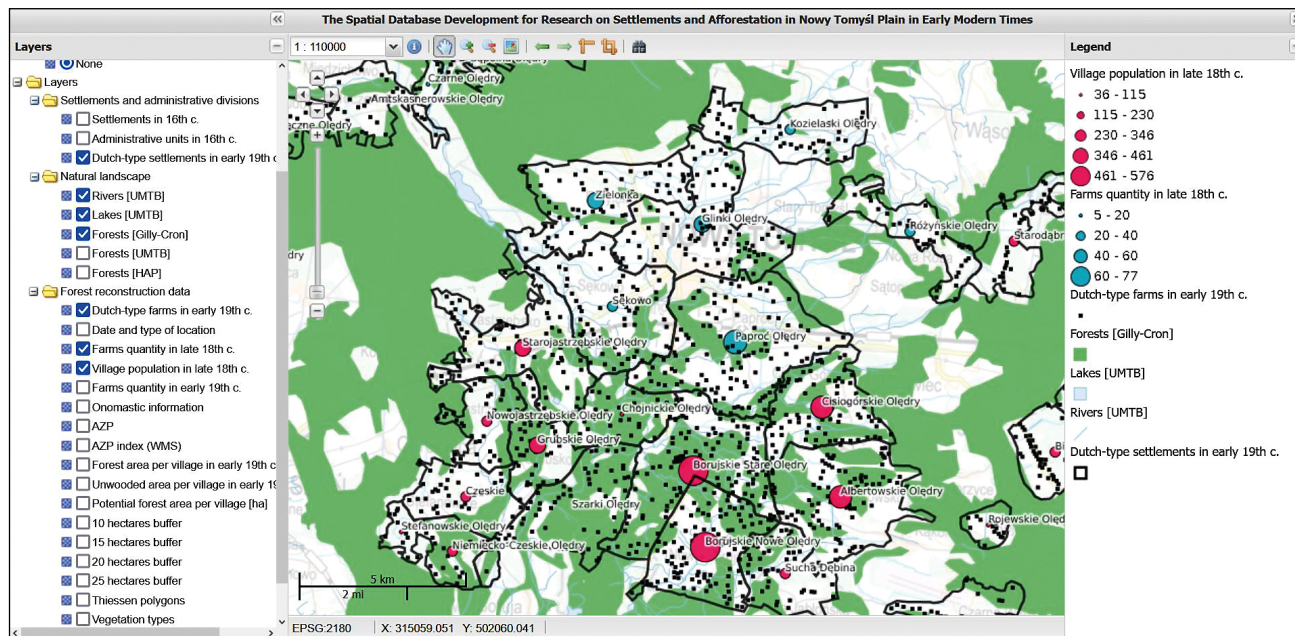 The Spatial Database Development for Research on Settlements and Afforestation in Nowy Tomyśl Plain in Early Modern Times
Layers
None
Layers
Settlements and administrative divisions
Settlements in 16th c.
Administrative units in 16th c.
Dutch-type settlements in early 19th c
Natural landscape
Rivers [UMTB]
Lakes [UMTB]
Forests [Gilly-Cron]
Forests [UMTB]
Forests [HAP]
Forest reconstruction data
Dutch-type farms in early 19th c.
Date and type of location
Farms quantity in late 18th c.
Village population in late 18th c.
Farms quantity in early 19th c.
Onomastic information
AZP
AZP index (WMS)
Forest area per village in early 19th c
Unwooded area per village in early 19
Potential forest area per village [ha]
10 hectares buffer
15 hectares buffer
20 hectares buffer
25 hectares buffer
Thiessen polygons
Vegetation types
1 : 110000
Czarne Olędry
Amtskasnerowskie Olędry
Kozielaski Olędry
Zielonka
Glinki Olędry
Różyńskie Olędry
Starodąbr
Sękowo
Paproć Olędry
Starojastrzębskie Olędry
Cisiogórskie Olędry
Chojnickie Olędry
Nowojastrzębskie Olędry
Grubskie Olędry
Borujskie Stare Olędry
Czeskie
Albertowskie Olędry
Szarki Olędry
Stefanowskie Olędry
Rojewskie Olęd
Niemiecko-Czeskie Olędry
Borujskie Nowe Olędry
Sucha Dębina
5 km
2 mi
EPSG:2180
X: 315059.051 Y: 502060.041
Legend
Village population in late 18th c.
36 - 115
115 - 230
230 - 346
346 - 461
461 - 576
Farms quantity in late 18th c.
5 - 20
20 - 40
40 - 60
60 - 77
Dutch-type farms in early 19th c.
Forests [Gilly-Cron]
Lakes [UMTB]
Rivers [UMTB]
Dutch-type settlements in early 19th c.